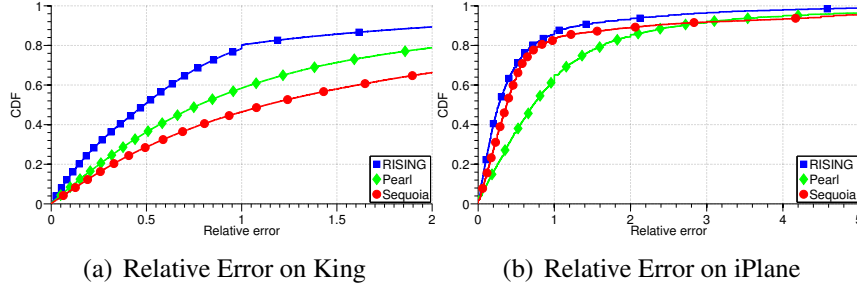 1
0.8
0.6
0.4
0.2
0
CDF
0 0.5 1 1.5 2
Relative error
RISING
Pearl
Sequoia
(a) Relative Error on King
1
0.8
0.6
0.4
0.2
0
CDF
0 1 2 3 4 5
Relative error
RISING
Pearl
Sequoia
(b) Relative Error on iPlane